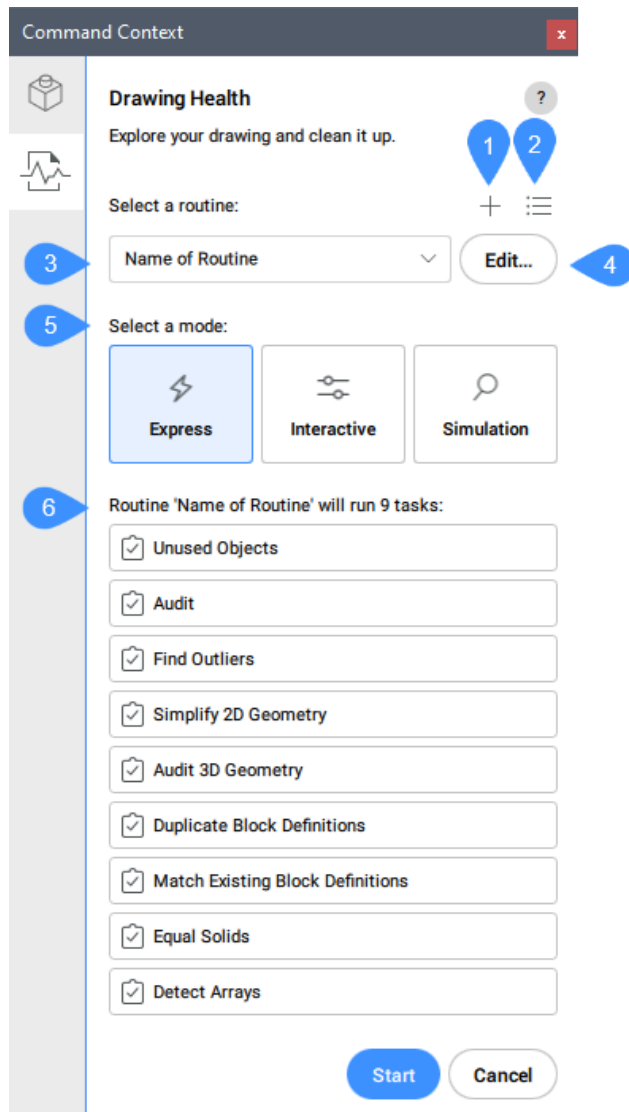 Command Context
x
Drawing Health
?
Explore your drawing and clean it up.
1
2
Select a routine:
3
Name of Routine
Edit...
4
5
Select a mode:
Express
Interactive
Simulation
6
Routine 'Name of Routine' will run 9 tasks:
Unused Objects
Audit
Find Outliers
Simplify 2D Geometry
Audit 3D Geometry
Duplicate Block Definitions
Match Existing Block Definitions
Equal Solids
Detect Arrays
Start
Cancel